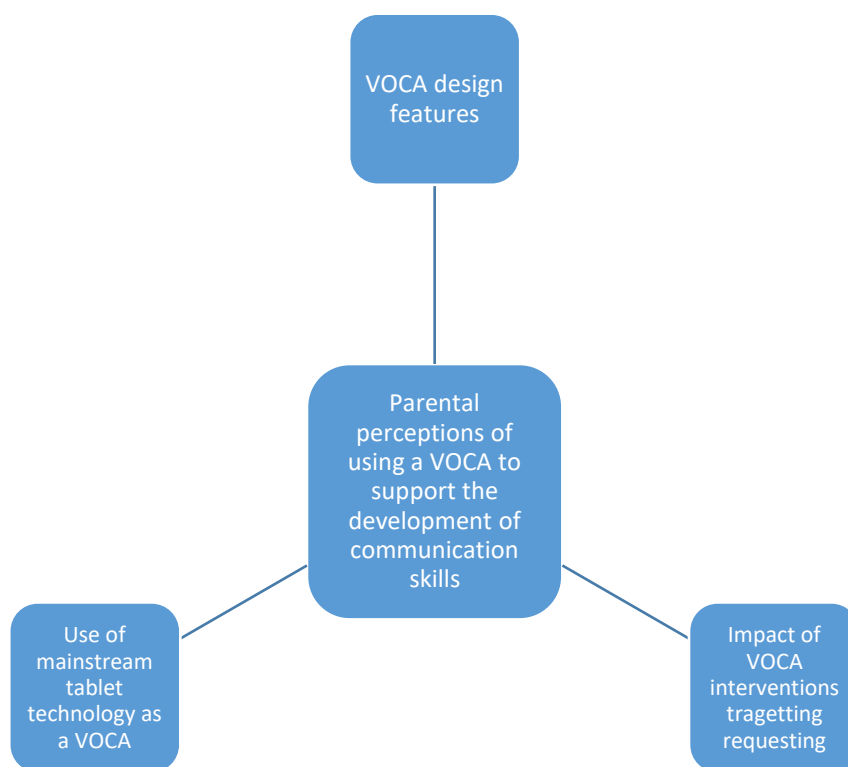 VOCA design
features
Parental
perceptions of
using a VOCA to
support the
development of
communication
skills
Use of
mainstream
tablet
technology as
a VOCA
Impact of
VOCA
interventions
tragetting
requesting